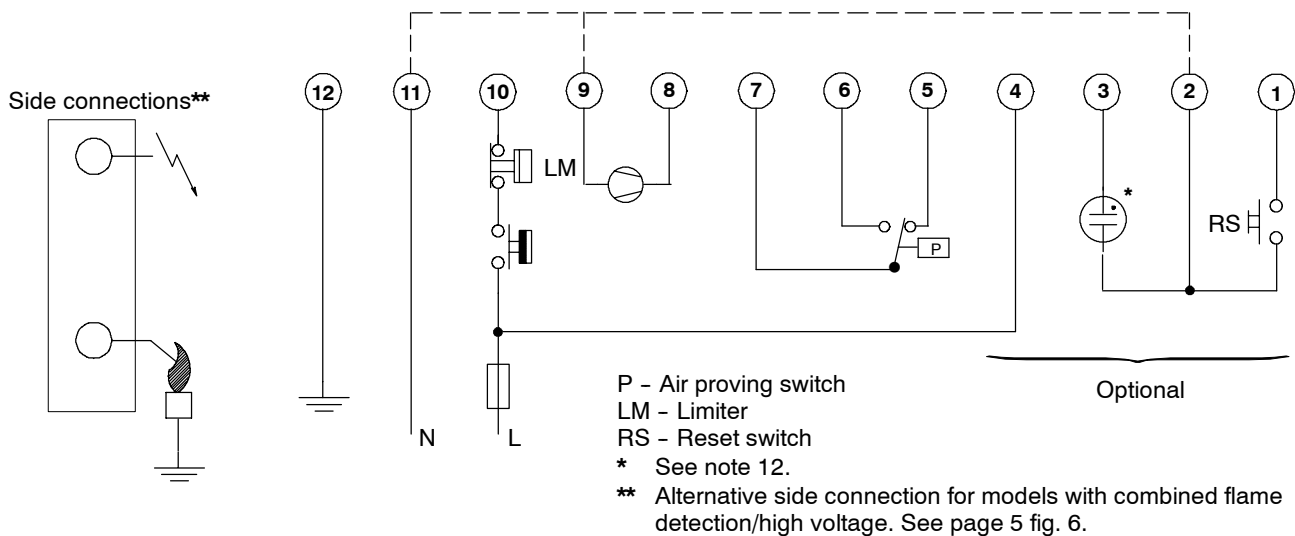 12 11 10 9 8 7 6 5 4 3 2 1
Side connections**
LM
*
RS
P
N
L
Optional
P – Air proving switch
LM – Limiter
RS – Reset switch
* See note 12.
** Alternative side connection for models with combined flame
detection/high voltage. See page 5 fig. 6.